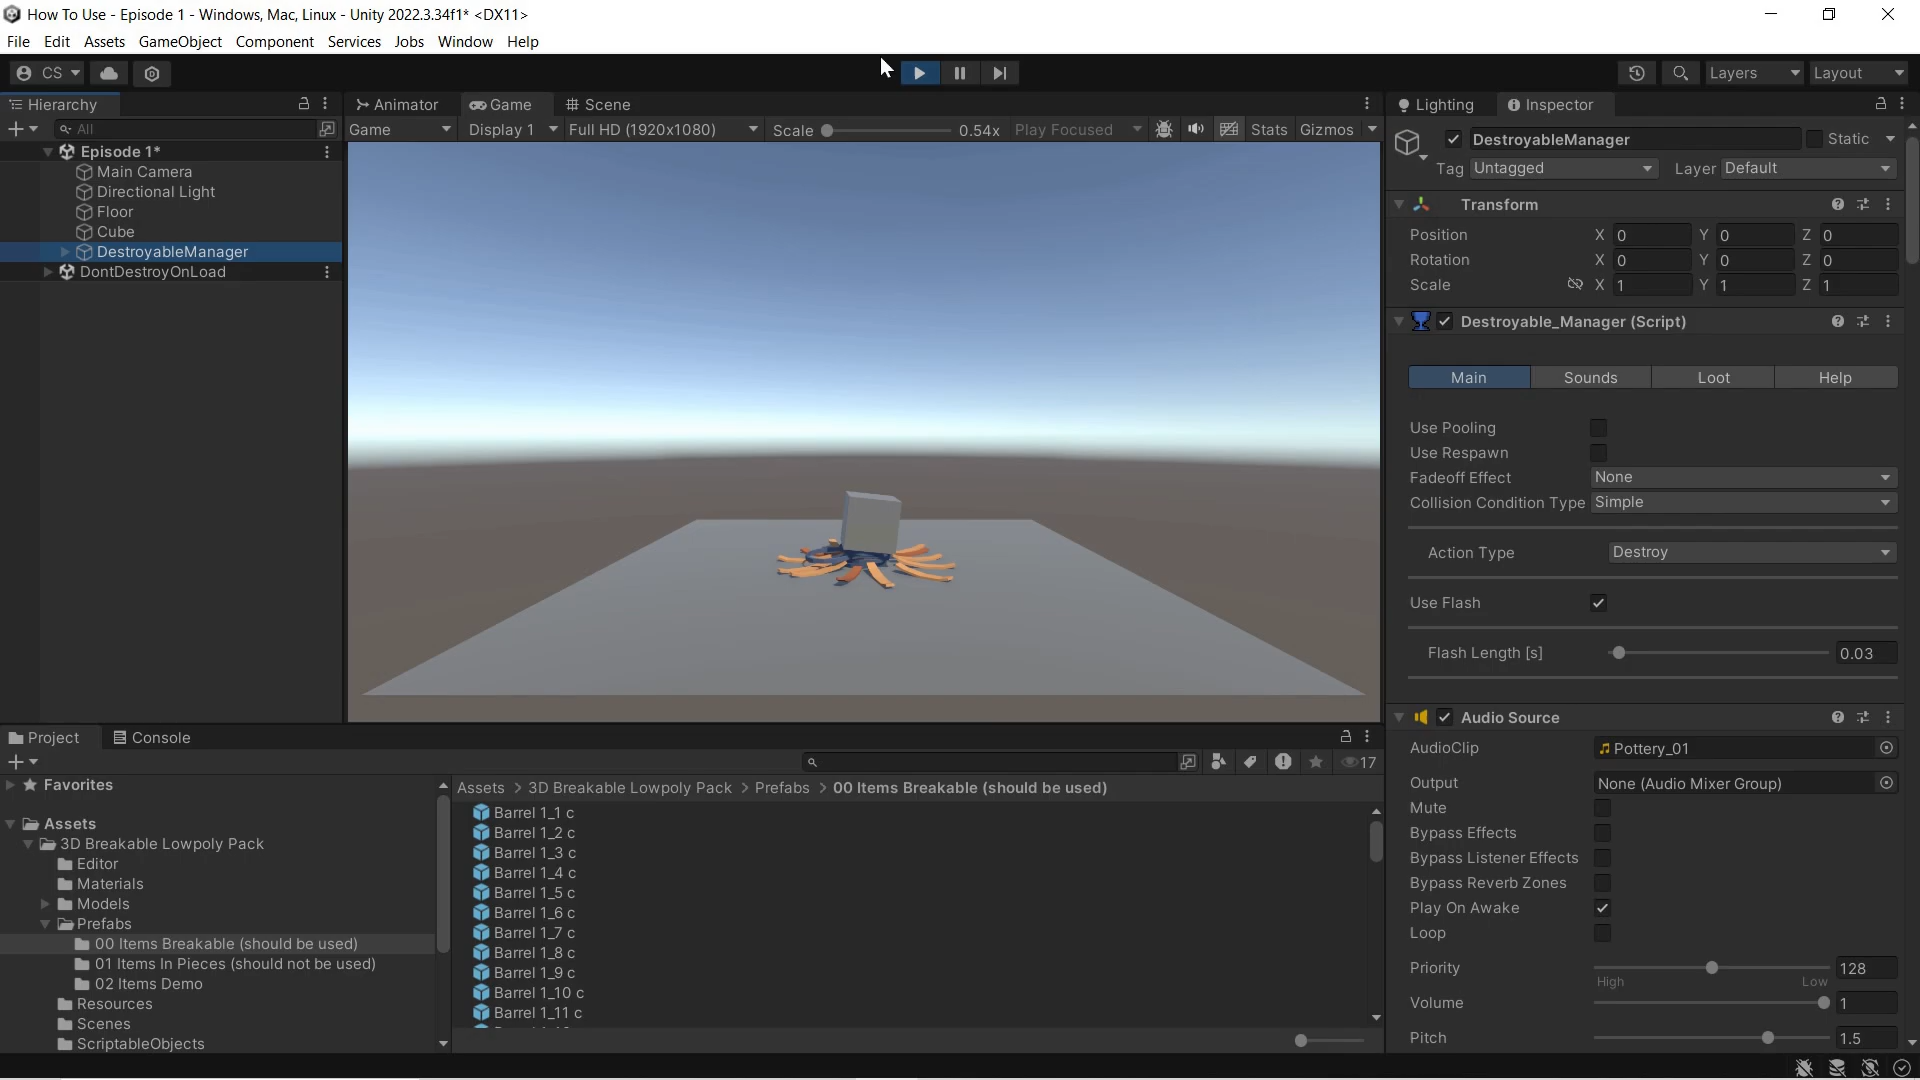 How To Use - Episode 1 - Windows, Mac, Linux - Unity 2022.3.34f1* <DX11>
File Edit Assets GameObject Component Services Jobs Window Help
CS Layers Layout
Hierarchy
All
Episode 1*
Main Camera
Directional Light
Floor
Cube
DestroyableManager
DontDestroyOnLoad
Animator Game Scene
Game Display 1 Full HD (1920x1080) Scale 0.54x Play Focused Stats Gizmos
Lighting Inspector
DestroyableManager Static
Tag Untagged Layer Default
Transform
Position X 0 Y 0 Z 0
Rotation X 0 Y 0 Z 0
Scale X 1 Y 1 Z 1
Destroyable_Manager (Script)
Main Sounds Loot Help
Use Pooling
Use Respawn
Fadeoff Effect None
Collision Condition Type Simple
Action Type Destroy
Use Flash
Flash Length [s] 0.03
Audio Source
AudioClip Pottery_01
Output None (Audio Mixer Group)
Mute
Bypass Effects
Bypass Listener Effects
Bypass Reverb Zones
Play On Awake
Loop
Priority 128
High Low
Volume 1
Pitch 1.5
Project Console
17
Favorites
Assets
3D Breakable Lowpoly Pack
Editor
Materials
Models
Prefabs
00 Items Breakable (should be used)
01 Items In Pieces (should not be used)
02 Items Demo
Resources
Scenes
ScriptableObjects
Assets > 3D Breakable Lowpoly Pack > Prefabs > 00 Items Breakable (should be used)
Barrel 1_1 c
Barrel 1_2 c
Barrel 1_3 c
Barrel 1_4 c
Barrel 1_5 c
Barrel 1_6 c
Barrel 1_7 c
Barrel 1_8 c
Barrel 1_9 c
Barrel 1_10 c
Barrel 1_11 c